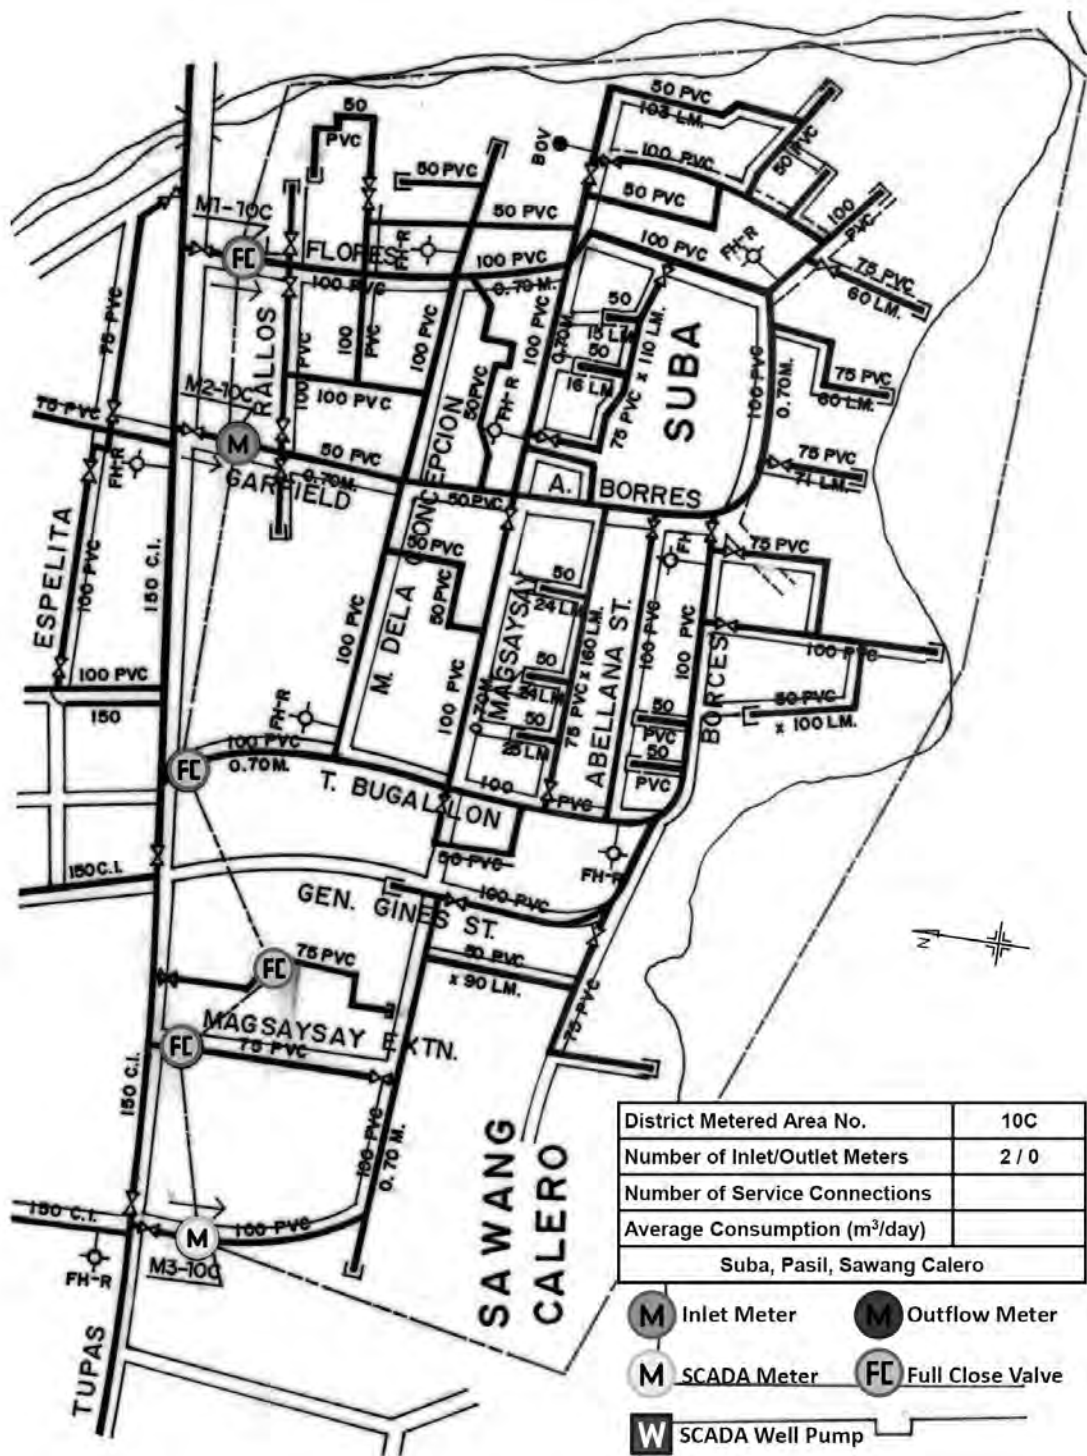 50 PVC
103 LM.
50
PVC
BOV
100 PVC
50 PVC
50 PVC
50 PVC
50 PVC
100
PVC
M1-10C
FC
FLORES
FH-R
100 PVC
100 PVC
0.70 M.
100 PVC
FH-R
75 PVC
60 LM.
75 PVC
RALLOS
100 PVC
100
PVC
100 PVC
100 PVC
0.70M.
50
15 LM
50
16 LM
75 PVC x 110 LM.
SUBA
100 PVC
0.70M.
75 PVC
60 LM.
M2-10C
100 PVC
50PVC
FH-R
75 PVC
M
50 PVC
0.70M.
GARFIELD
FH-R
75 PVC
71 LM.
50PVC
A. BORRES
ESPELITA
100 PVC
150 C.I.
M. DELA CONCEPCION
50 PVC
50PVC
FH
75 PVC
50
24 LM
MAGSAYSAY
100 PVC
100 PVC
0.70M.
50
24LM
75 PVC x 160 LM.
ABELLANA ST.
100 PVC
100 PVC
BORCES
100 PVC
100 PVC
150
FH-R
50
25 LM
50
PVC
50 PVC
x 100 LM.
100 PVC
0.70M.
FC
T. BUGALLON
100
PVC
50
PVC
150C.I.
50 PVC
FH-R
GEN. GINES ST.
100 PVC
FC
75 PVC
50 PVC
x 90 LM.
75 PVC
MAGSAYSAY EXTN.
FC
75 PVC
150 C.I.
100 PVC
0.70 M.
SAWANG
CALERO
N
150 C.I.
100 PVC
M
M3-10C
FH-R
TUPAS
District Metered Area No. 10C
Number of Inlet/Outlet Meters 2 / 0
Number of Service Connections
Average Consumption (m³/day)
Suba, Pasil, Sawang Calero
M Inlet Meter M Outflow Meter
M SCADA Meter FC Full Close Valve
W SCADA Well Pump